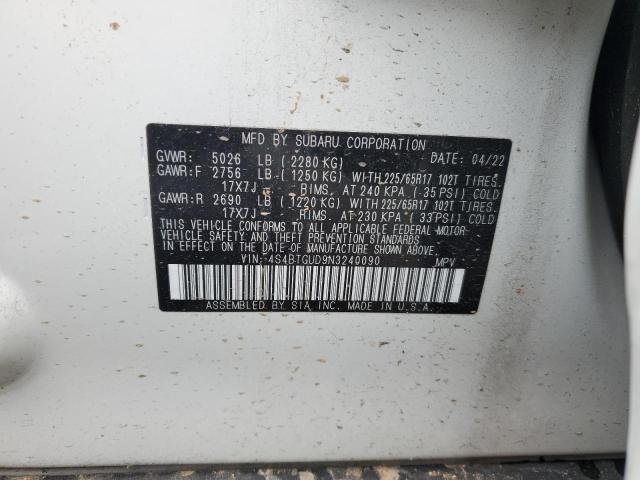 MFD BY SUBARU CORPORATION
GVWR: 5026 LB (2280 KG) DATE: 04/22
GAWR:F 2756 LB (1250 KG) WITH 225/65R17 102T TIRES.
17X7J RIMS. AT 240 KPA (35 PSI) COLD
GAWR:R 2690 LB (1220 KG) WITH 225/65R17 102T TIRES.
17X7J RIMS. AT 230 KPA (33 PSI) COLD
THIS VEHICLE CONFORMS TO ALL APPLICABLE FEDERAL MOTOR
VEHICLE SAFETY, BUMPER, AND THEFT PREVENTION STANDARDS IN
EFFECT ON THE DATE OF MANUFACTURE SHOWN ABOVE.
VIN: 4S4BTGUD9N3240090 MPV
ASSEMBLED BY SIA, INC. MADE IN U.S.A.